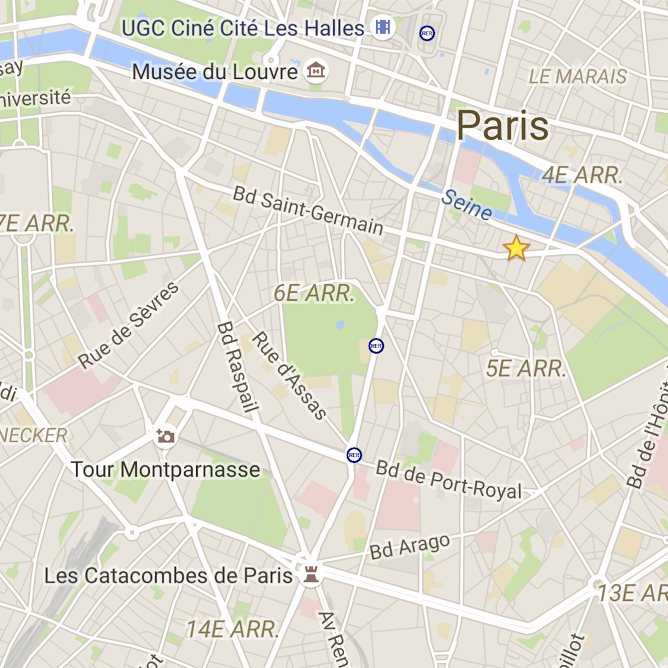 UGC Ciné Cité Les Halles
Musée du Louvre
LE MARAIS
say
niversité
Paris
4E ARR.
Bd Saint-Germain
Seine
7E ARR.
6E ARR.
Rue de Sèvres
Bd Raspail
Rue d'Assas
5E ARR.
di
NECKER
Tour Montparnasse
Bd de Port-Royal
Bd de l'Hôpit
Bd Arago
Les Catacombes de Paris
13E AR
14E ARR.
Av Ren